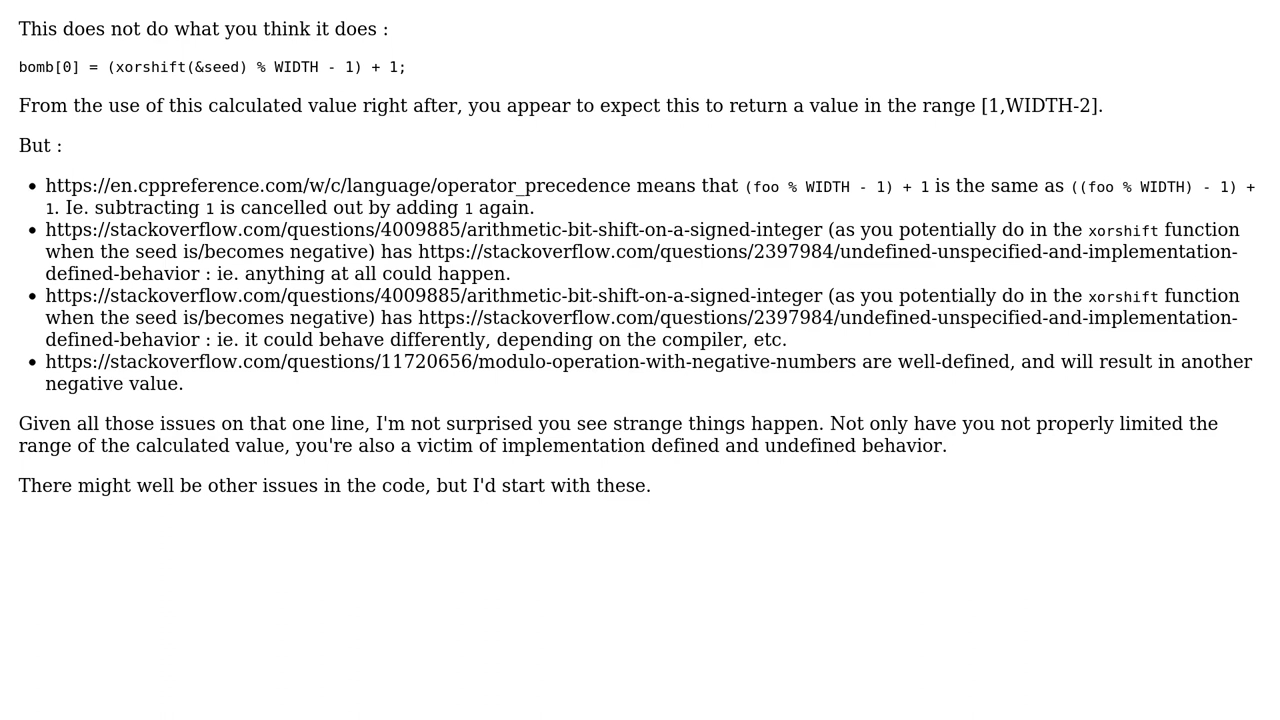 This does not do what you think it does :
bomb[0] = (xorshift(&seed) % WIDTH - 1) + 1;
From the use of this calculated value right after, you appear to expect this to return a value in the range [1,WIDTH-2].
But :
• https://en.cppreference.com/w/c/language/operator_precedence means that (foo % WIDTH - 1) + 1 is the same as ((foo % WIDTH) - 1) +
1. Ie. subtracting 1 is cancelled out by adding 1 again.
• https://stackoverflow.com/questions/4009885/arithmetic-bit-shift-on-a-signed-integer (as you potentially do in the xorshift function
when the seed is/becomes negative) has https://stackoverflow.com/questions/2397984/undefined-unspecified-and-implementation-
defined-behavior : ie. anything at all could happen.
• https://stackoverflow.com/questions/4009885/arithmetic-bit-shift-on-a-signed-integer (as you potentially do in the xorshift function
when the seed is/becomes negative) has https://stackoverflow.com/questions/2397984/undefined-unspecified-and-implementation-
defined-behavior : ie. it could behave differently, depending on the compiler, etc.
• https://stackoverflow.com/questions/11720656/modulo-operation-with-negative-numbers are well-defined, and will result in another
negative value.
Given all those issues on that one line, I'm not surprised you see strange things happen. Not only have you not properly limited the
range of the calculated value, you're also a victim of implementation defined and undefined behavior.
There might well be other issues in the code, but I'd start with these.